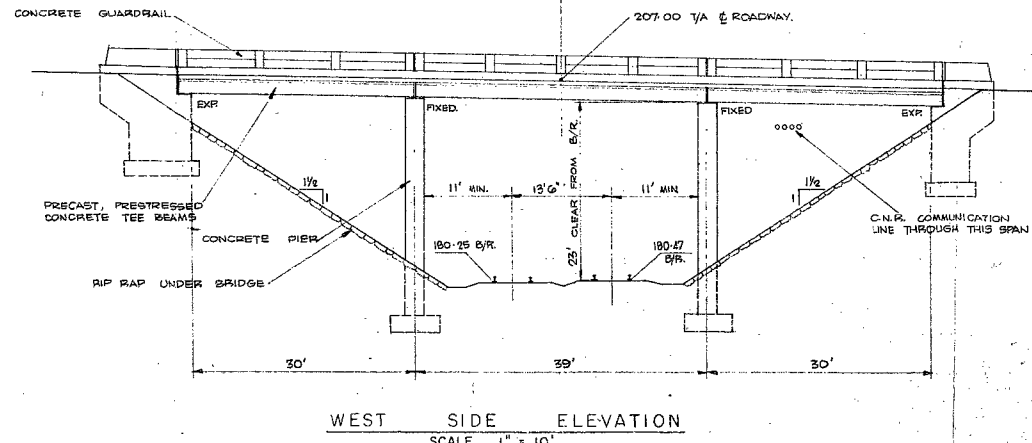 CONCRETE GUARDRAIL
207.00 T/A ℄ ROADWAY.
EXP.
FIXED.
FIXED
EXP.
23' CLEAR FROM B/R.
1½
1
11' MIN.
13'6"
11' MIN
1½
1
PRECAST, PRESTRESSED
CONCRETE TEE BEAMS
C.N.R. COMMUNICATION
LINE THROUGH THIS SPAN
CONCRETE PIER
180.25 B/R.
180.47
B/R.
RIP RAP UNDER BRIDGE
30'
39'
30'
WEST SIDE ELEVATION
SCALE 1" = 10'